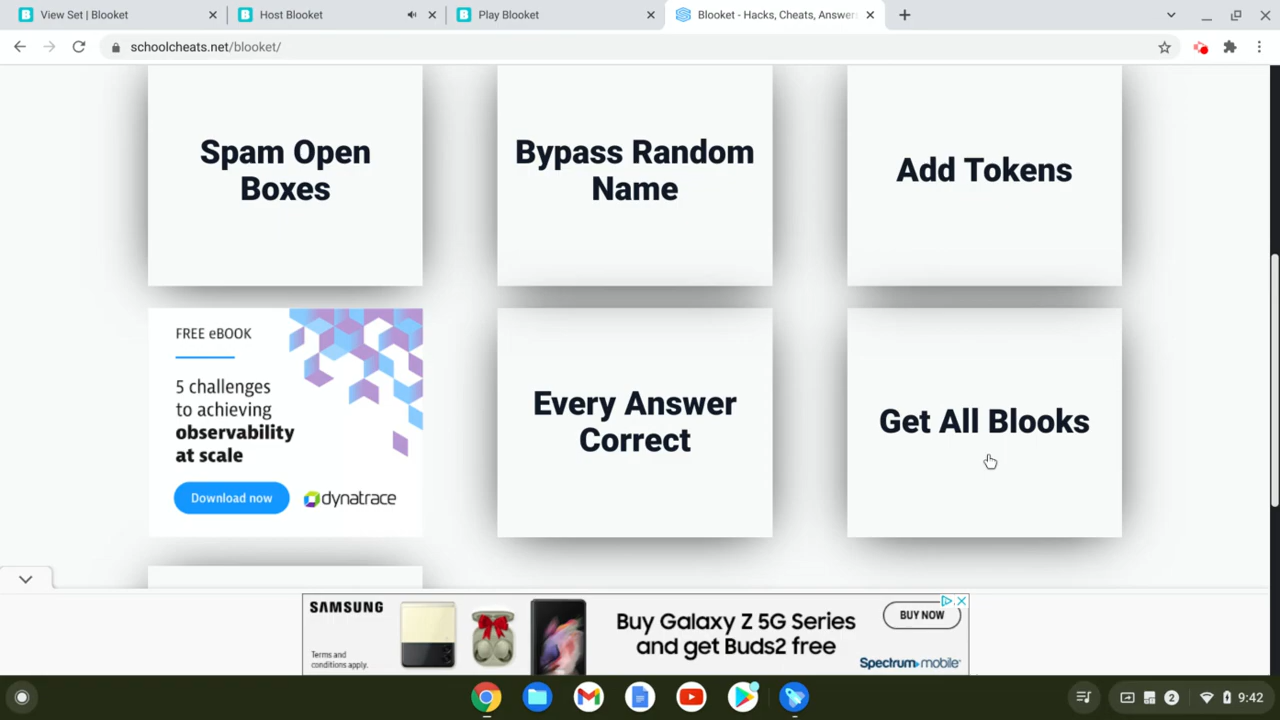 View Set | Blooket
Host Blooket
Play Blooket
Blooket - Hacks, Cheats, Answers
schoolcheats.net/blooket/
Spam Open
Boxes
Bypass Random
Name
Add Tokens
FREE eBOOK
5 challenges
to achieving
observability
at scale
Download now
dynatrace
Every Answer
Correct
Get All Blooks
SAMSUNG
Terms and
conditions apply.
Buy Galaxy Z 5G Series
and get Buds2 free
BUY NOW
Spectrum mobile
2
9:42